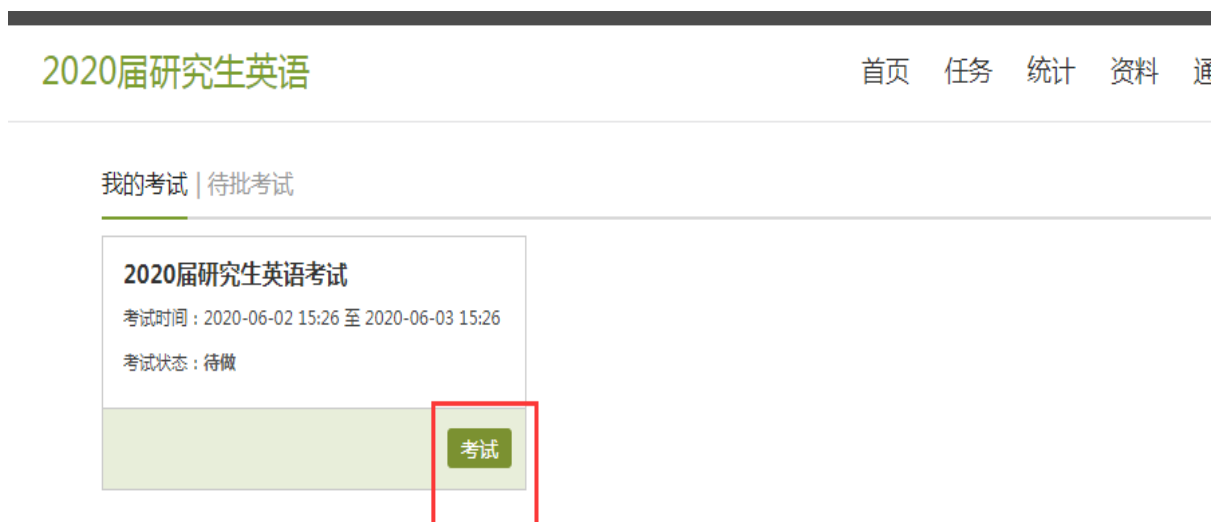 2020届研究生英语 首页 任务 统计 资料 通
我的考试 | 待批考试
2020届研究生英语考试
考试时间：2020-06-02 15:26 至 2020-06-03 15:26
考试状态：待做
考试